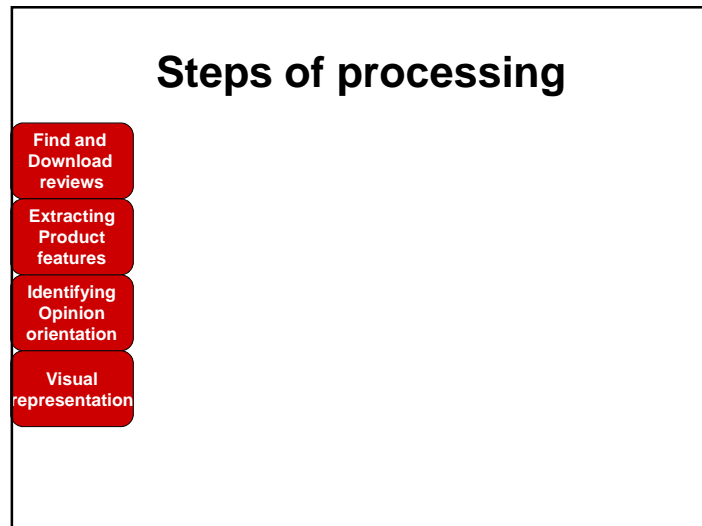 Steps of processing
Find and
Download
reviews
Extracting
Product
features
Identifying
Opinion
orientation
Visual
representation